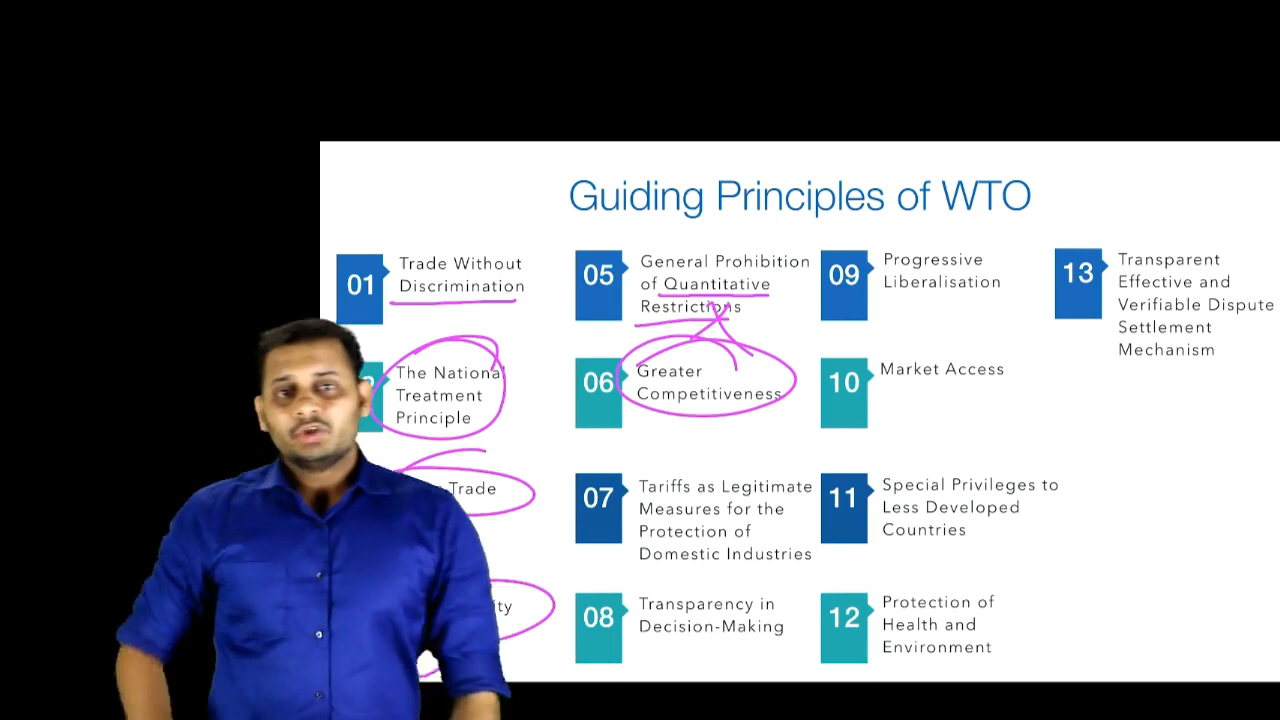 Guiding Principles of WTO
01
Trade Without
Discrimination
The National
Treatment
Principle
Trade
05
General Prohibition
of Quantitative
Restrictions
06
Greater
Competitiveness
07
Tariffs as Legitimate
Measures for the
Protection of
Domestic Industries
08
Transparency in
Decision-Making
09
Progressive
Liberalisation
10
Market Access
11
Special Privileges to
Less Developed
Countries
12
Protection of
Health and
Environment
13
Transparent
Effective and
Verifiable Dispute
Settlement
Mechanism